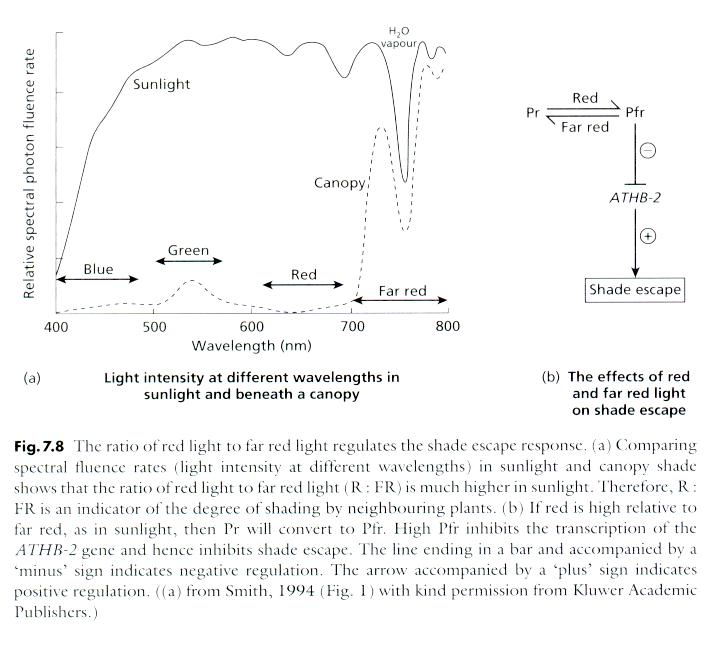 Relative spectral photon fluence rate
H₂O
vapour
Sunlight
Canopy
Blue
Green
Red
Far red
400
500
600
700
800
Wavelength (nm)
Pr
Red
Far red
Pfr
−
ATHB-2
+
Shade escape
(a)
Light intensity at different wavelengths in
sunlight and beneath a canopy
(b) The effects of red
and far red light
on shade escape
Fig. 7.8 The ratio of red light to far red light regulates the shade escape response. (a) Comparing
spectral fluence rates (light intensity at different wavelengths) in sunlight and canopy shade
shows that the ratio of red light to far red light (R : FR) is much higher in sunlight. Therefore, R :
FR is an indicator of the degree of shading by neighbouring plants. (b) If red is high relative to
far red, as in sunlight, then Pr will convert to Pfr. High Pfr inhibits the transcription of the
ATHB-2 gene and hence inhibits shade escape. The line ending in a bar and accompanied by a
‘minus’ sign indicates negative regulation. The arrow accompanied by a ‘plus’ sign indicates
positive regulation. ((a) from Smith, 1994 (Fig. 1) with kind permission from Kluwer Academic
Publishers.)